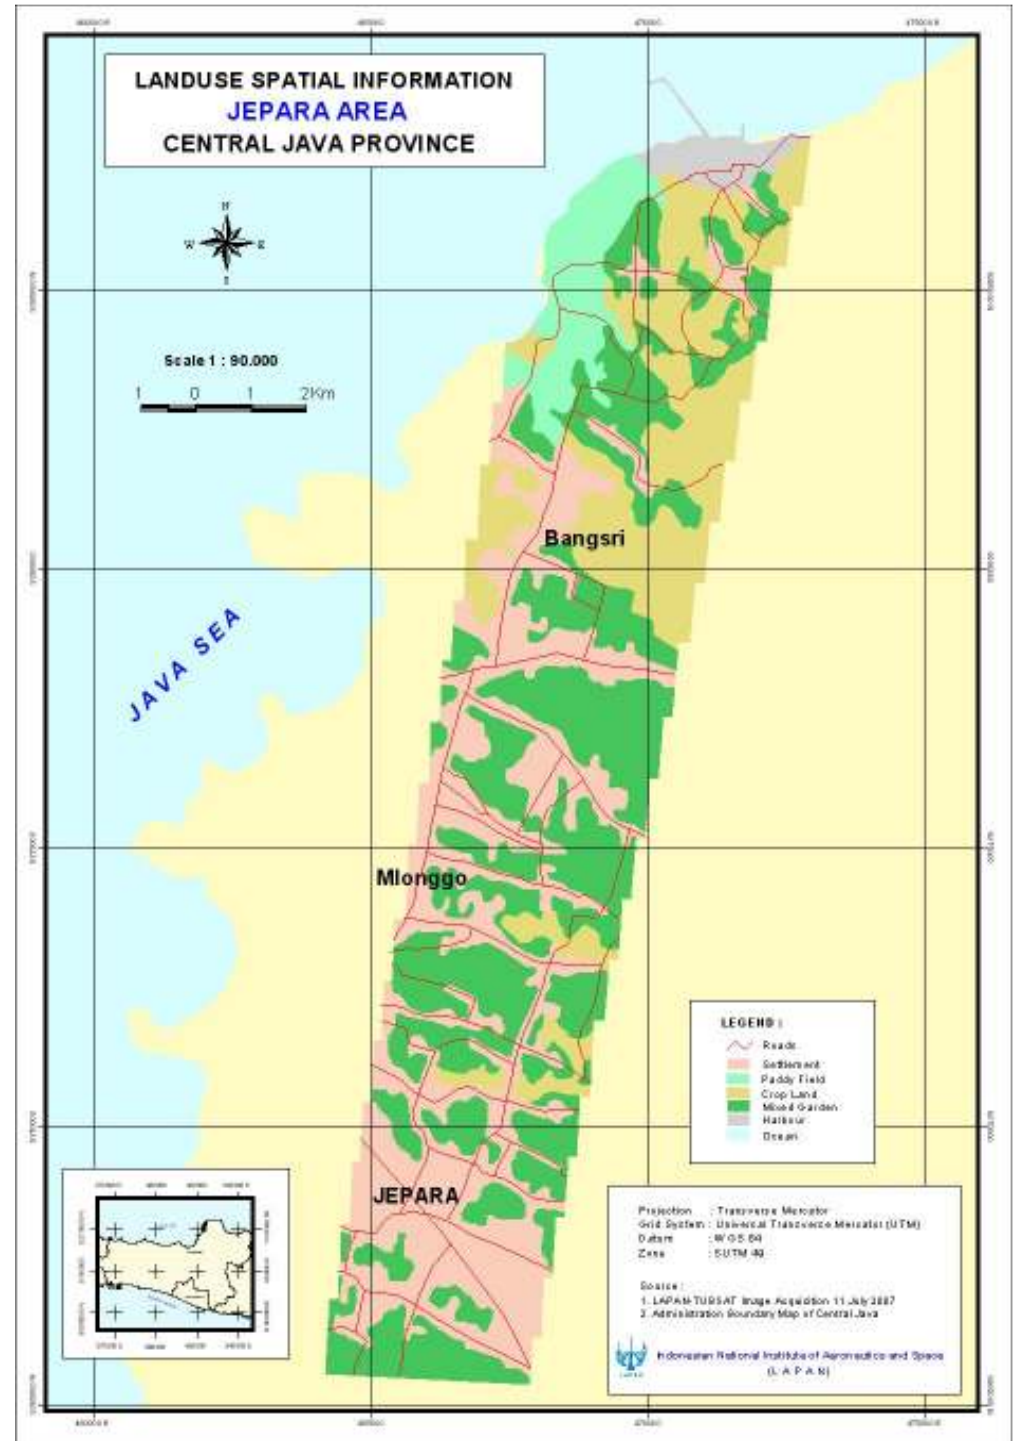 LANDUSE SPATIAL INFORMATION
JEPARA AREA
CENTRAL JAVA PROVINCE
N
W E
S
Scale 1 : 90.000
1 0 1 2Km
Bangsri
JAVA SEA
Mlonggo
JEPARA
LEGEND :
Roads
Settlement
Paddy Field
Crop Land
Mixed Garden
Harbour
Ocean
Projection : Transverse Mercator
Grid System : Universal Transverse Mercator (UTM)
Datum : WGS 84
Zone : SUTM 49
Source :
1. LAPAN-TUBSAT Image Acquisition 11 July 2007
2. Administration Boundary Map of Central Java
Indonesian National Institute of Aeronautics and Space
(L A P A N)
LAPAN